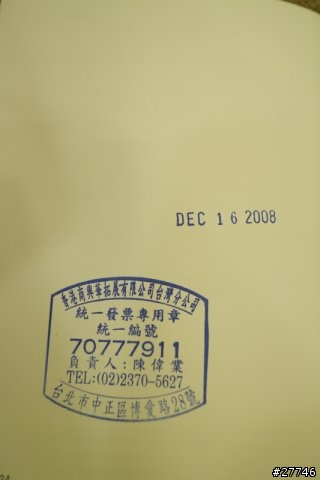 DEC 16 2008
香港商興華拓展有限公司台灣分公司
統一發票專用章
統一編號
70777911
負責人:陳偉業
TEL:(02)2370-5627
台北市中正區博愛路28號
#27746